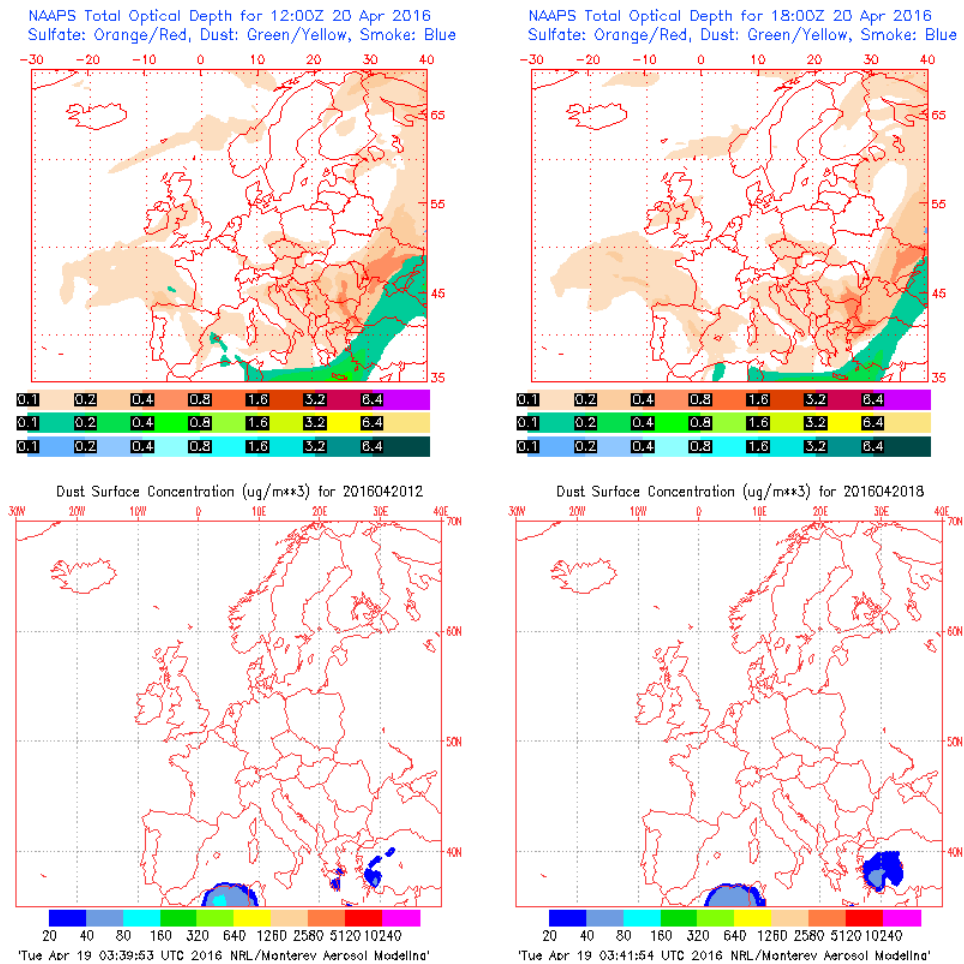 NAAPS Total Optical Depth for 12:00Z 20 Apr 2016
Sulfate: Orange/Red, Dust: Green/Yellow, Smoke: Blue
-30 -20 -10 0 10 20 30 40
65
55
45
35
0.1 0.2 0.4 0.8 1.6 3.2 6.4
0.1 0.2 0.4 0.8 1.6 3.2 6.4
0.1 0.2 0.4 0.8 1.6 3.2 6.4
NAAPS Total Optical Depth for 18:00Z 20 Apr 2016
Sulfate: Orange/Red, Dust: Green/Yellow, Smoke: Blue
-30 -20 -10 0 10 20 30 40
65
55
45
35
0.1 0.2 0.4 0.8 1.6 3.2 6.4
0.1 0.2 0.4 0.8 1.6 3.2 6.4
0.1 0.2 0.4 0.8 1.6 3.2 6.4
Dust Surface Concentration (ug/m**3) for 2016042012
30W 20W 10W 0 10E 20E 30E 40E
70N
60N
50N
40N
20 40 80 160 320 640 1260 2580 5120 10240
'Tue Apr 19 03:39:53 UTC 2016 NRL/Monterey Aerosol Modeling'
Dust Surface Concentration (ug/m**3) for 2016042018
30W 20W 10W 0 10E 20E 30E 40E
70N
60N
50N
40N
20 40 80 160 320 640 1260 2580 5120 10240
'Tue Apr 19 03:41:54 UTC 2016 NRL/Monterey Aerosol Modeling'